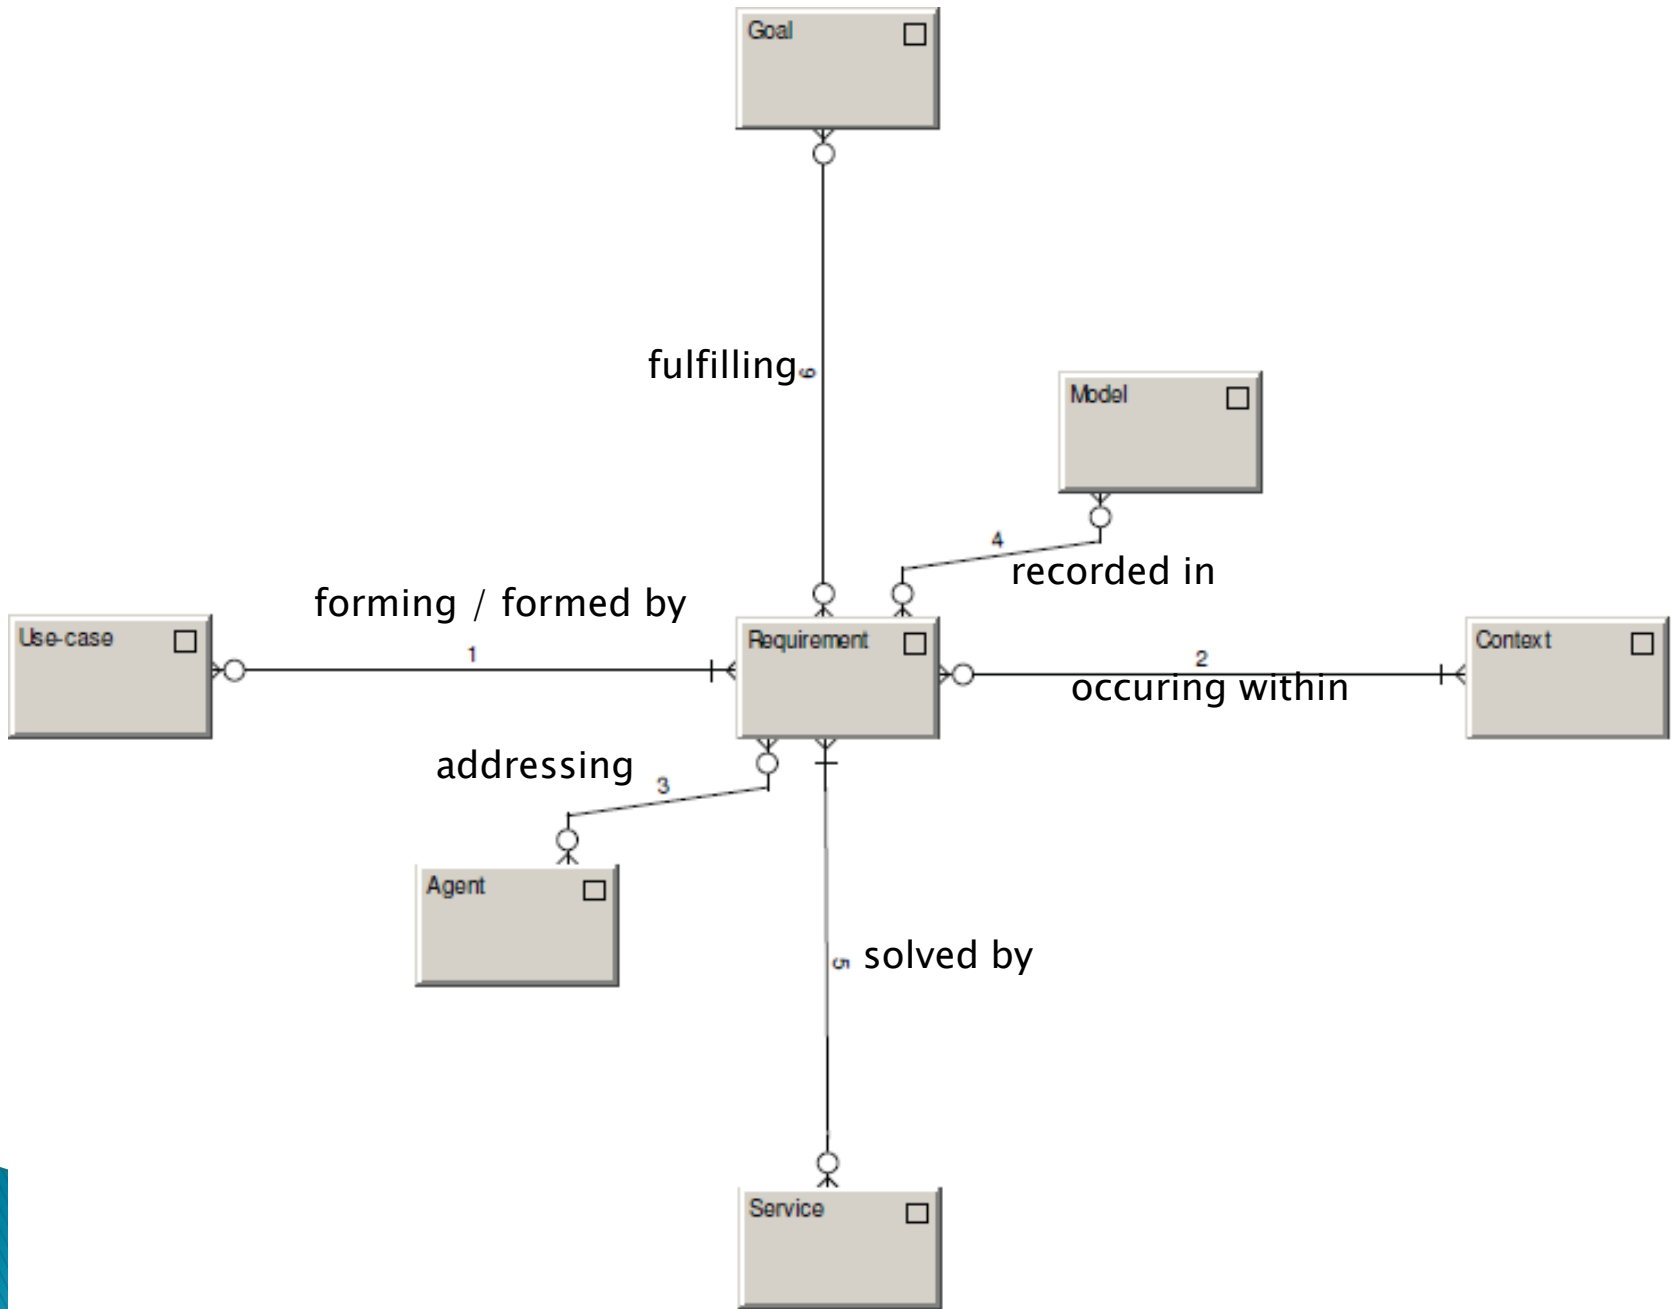 Goal
fulfilling
9
Model
4
recorded in
forming / formed by
Use-case
1
Requirement
2
Context
occuring within
addressing
3
Agent
5
solved by
Service